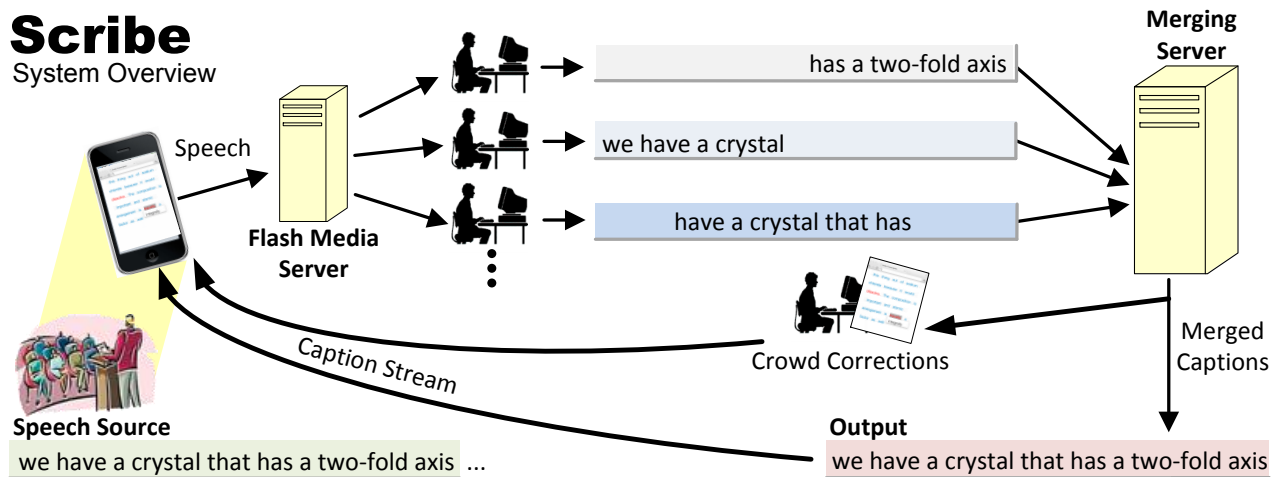 Scribe
System Overview
Merging
Server
has a two-fold axis
we have a crystal
have a crystal that has
Speech
Flash Media
Server
Crowd Corrections
Merged
Captions
Caption Stream
Speech Source
we have a crystal that has a two-fold axis ...
Output
we have a crystal that has a two-fold axis